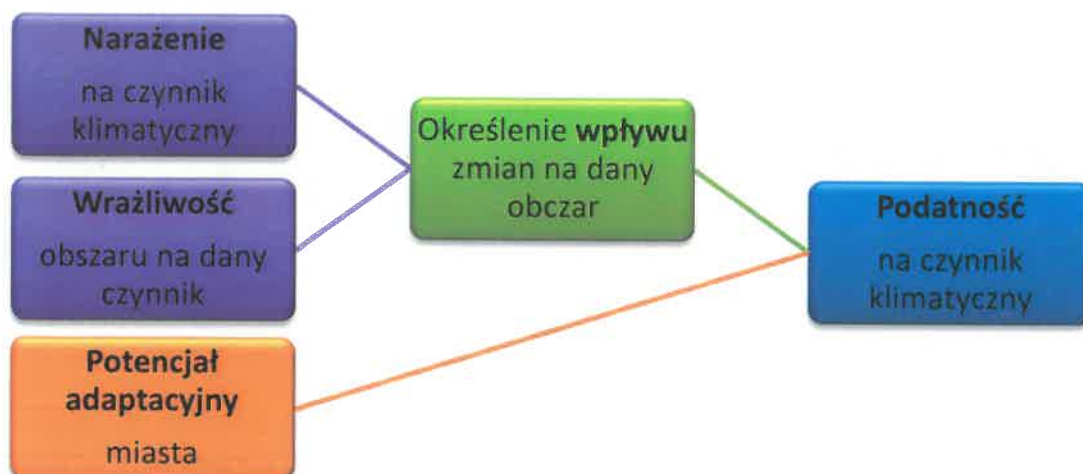 Narażenie
na czynnik
klimatyczny
Wrażliwość
obszaru na dany
czynnik
Potencjał
adaptacyjny
miasta
Określenie wpływu
zmian na dany
obczar
Podatność
na czynnik
klimatyczny